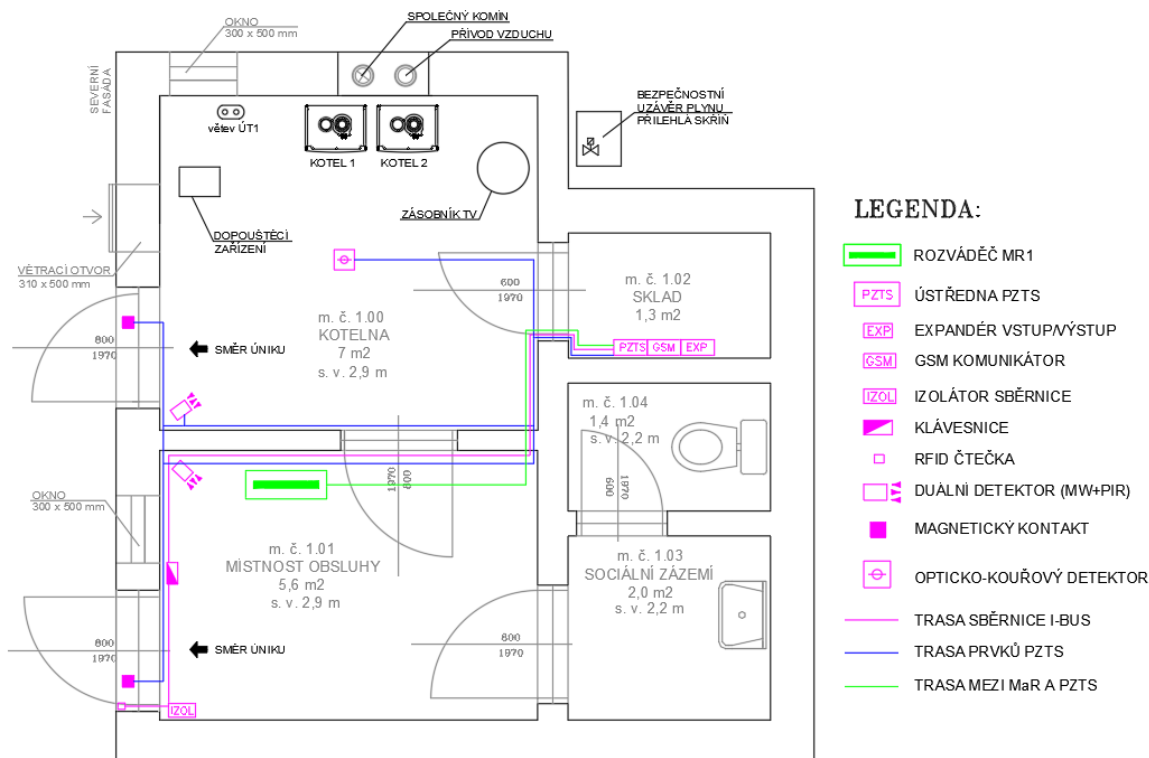 SPOLEČNÝ KOMÍN
PŘÍVOD VZDUCHU
OKNO
300 x 500 mm
SEVERNÍ
FASÁDA
větev ÚT1
KOTEL 1
KOTEL 2
BEZPEČNOSTNÍ
UZÁVĚR PLYNU
PŘILEHLÁ SKŘÍŇ
ZÁSOBNÍK TV
DOPOUŠTĚCÍ
ZAŘÍZENÍ
VĚTRACÍ OTVOR
310 x 500 mm
600
1970
m. č. 1.02
SKLAD
1,3 m2
m. č. 1.00
KOTELNA
7 m2
s. v. 2,9 m
800
1970
SMĚR ÚNIKU
PZTS
GSM
EXP
m. č. 1.04
1,4 m2
s. v. 2,2 m
1970
600
1970
800
OKNO
300 x 500 mm
m. č. 1.01
MÍSTNOST OBSLUHY
5,6 m2
s. v. 2,9 m
m. č. 1.03
SOCIÁLNÍ ZÁZEMÍ
2,0 m2
s. v. 2,2 m
800
1970
SMĚR ÚNIKU
600
1970
IZOL
LEGENDA:
ROZVÁDĚČ MR1
PZTS
ÚSTŘEDNA PZTS
EXP
EXPANDÉR VSTUP/VÝSTUP
GSM
GSM KOMUNIKÁTOR
IZOL
IZOLÁTOR SBĚRNICE
KLÁVESNICE
RFID ČTEČKA
DUÁLNÍ DETEKTOR (MW+PIR)
MAGNETICKÝ KONTAKT
OPTICKO-KOUŘOVÝ DETEKTOR
TRASA SBĚRNICE I-BUS
TRASA PRVKŮ PZTS
TRASA MEZI MaR A PZTS